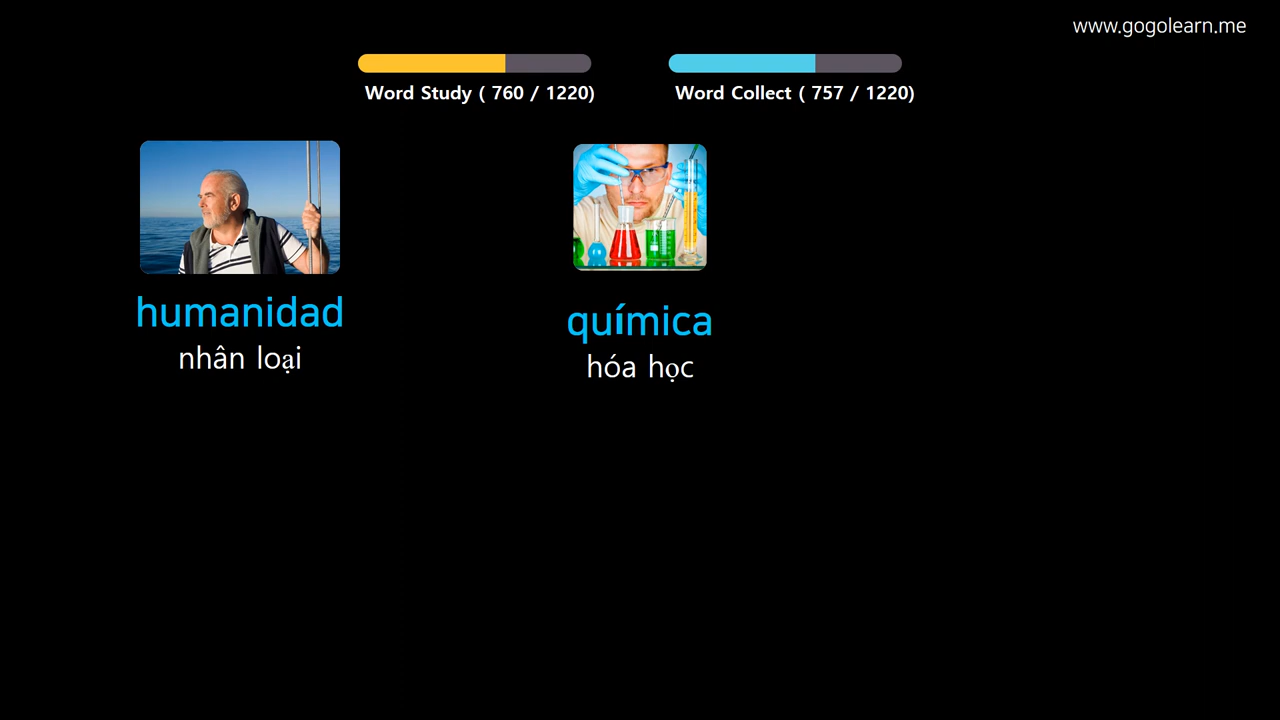 www.gogolearn.me
Word Study ( 760 / 1220)
Word Collect ( 757 / 1220)
humanidad
nhân loại
química
hóa học